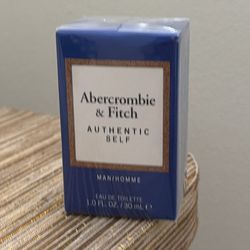 Abercrombie
& Fitch
AUTHENTIC
SELF
MAN/HOMME
EAU DE TOILETTE
1.0 FL. OZ./30 ML ℮